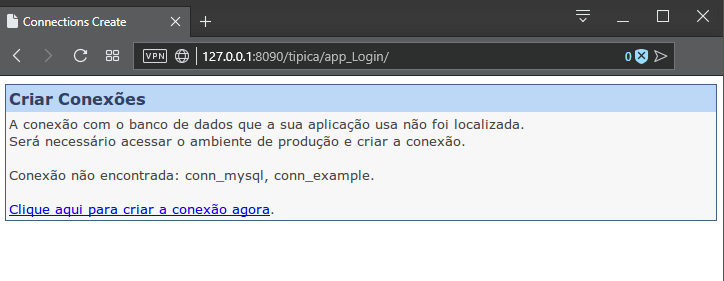 Connections Create
VPN
127.0.0.1:8090/tipica/app_Login/
0
Criar Conexões
A conexão com o banco de dados que a sua aplicação usa não foi localizada.
Será necessário acessar o ambiente de produção e criar a conexão.
Conexão não encontrada: conn_mysql, conn_example.
Clique aqui para criar a conexão agora.